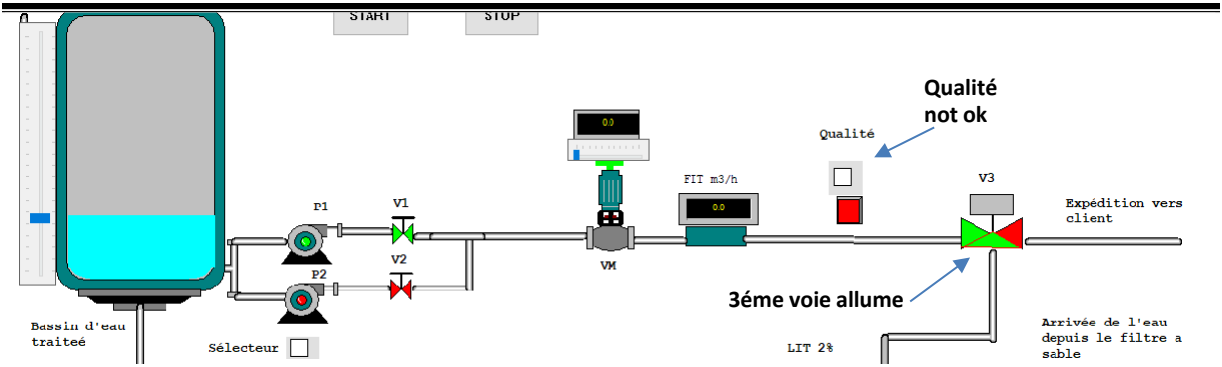 START
STOP
Qualité
not ok
0.0
Qualité
FIT m3/h
V3
0.0
P1
V1
Expédition vers
client
P2
V2
VM
3éme voie allume
Bassin d'eau
traiteé
Sélecteur
LIT 2%
Arrivée de l'eau
depuis le filtre a
sable